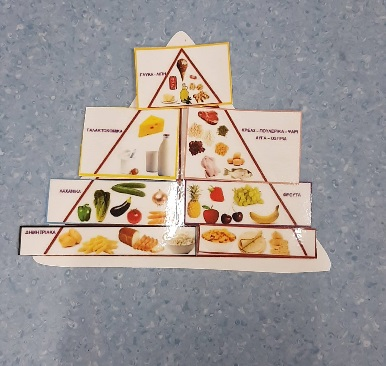 ΓΛΥΚΑ - ΛΙΠΗ
ΓΑΛΑΚΤΟΚΟΜΙΚΑ
ΚΡΕΑΣ - ΠΟΥΛΕΡΙΚΑ - ΨΑΡΙ
ΑΥΓΑ - ΟΣΠΡΙΑ
ΛΑΧΑΝΙΚΑ
ΦΡΟΥΤΑ
ΔΗΜΗΤΡΙΑΚΑ